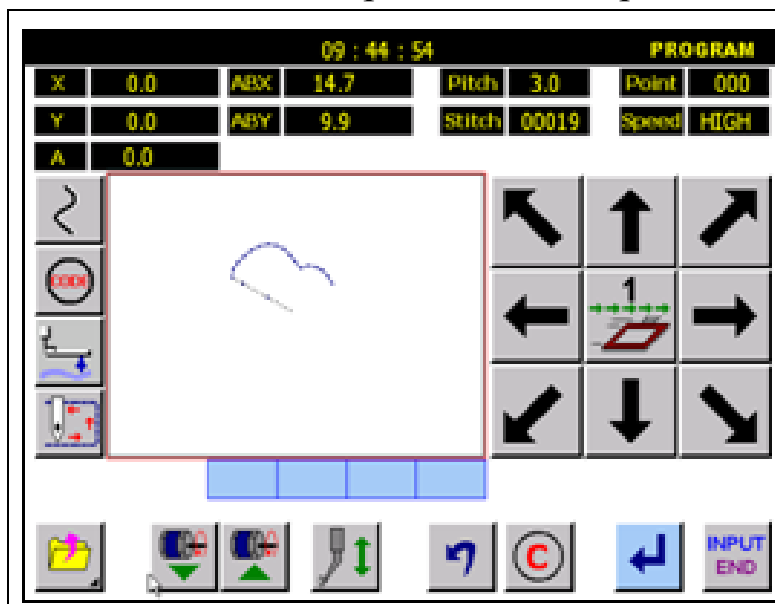 09 : 44 : 54 PROGRAM
X 0.0 ABX 14.7 Pitch 3.0 Point 000
Y 0.0 ABY 9.9 Stitch 00019 Speed HIGH
A 0.0
CODE
1
C
INPUT
END